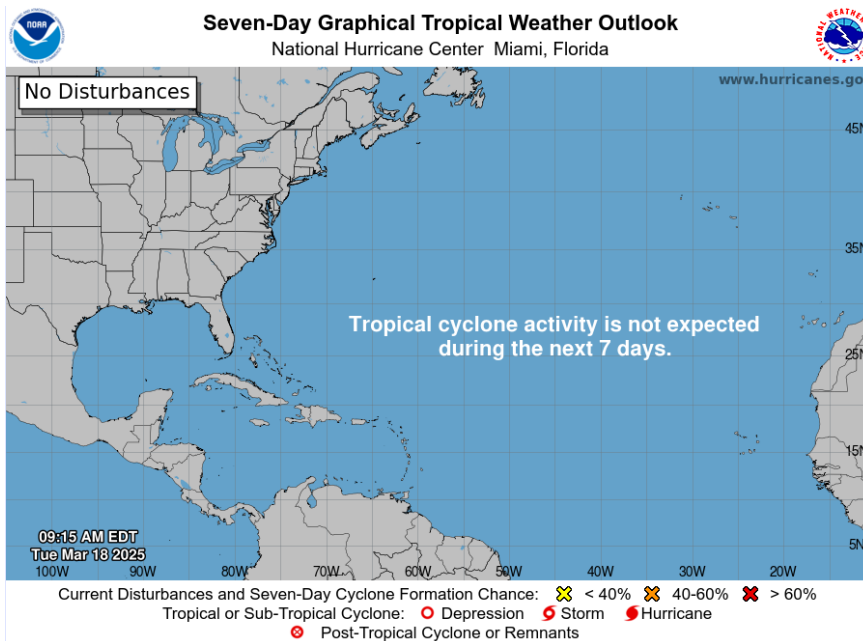 Seven-Day Graphical Tropical Weather Outlook
National Hurricane Center Miami, Florida
NOAA
No Disturbances
www.hurricanes.go
45N
35N
Tropical cyclone activity is not expected
during the next 7 days.
25N
15N
09:15 AM EDT
Tue Mar 18 2025
5N
100W 90W 80W 70W 60W 50W 40W 30W 20W
Current Disturbances and Seven-Day Cyclone Formation Chance: < 40% 40-60% > 60%
Tropical or Sub-Tropical Cyclone: Depression Storm Hurricane
Post-Tropical Cyclone or Remnants